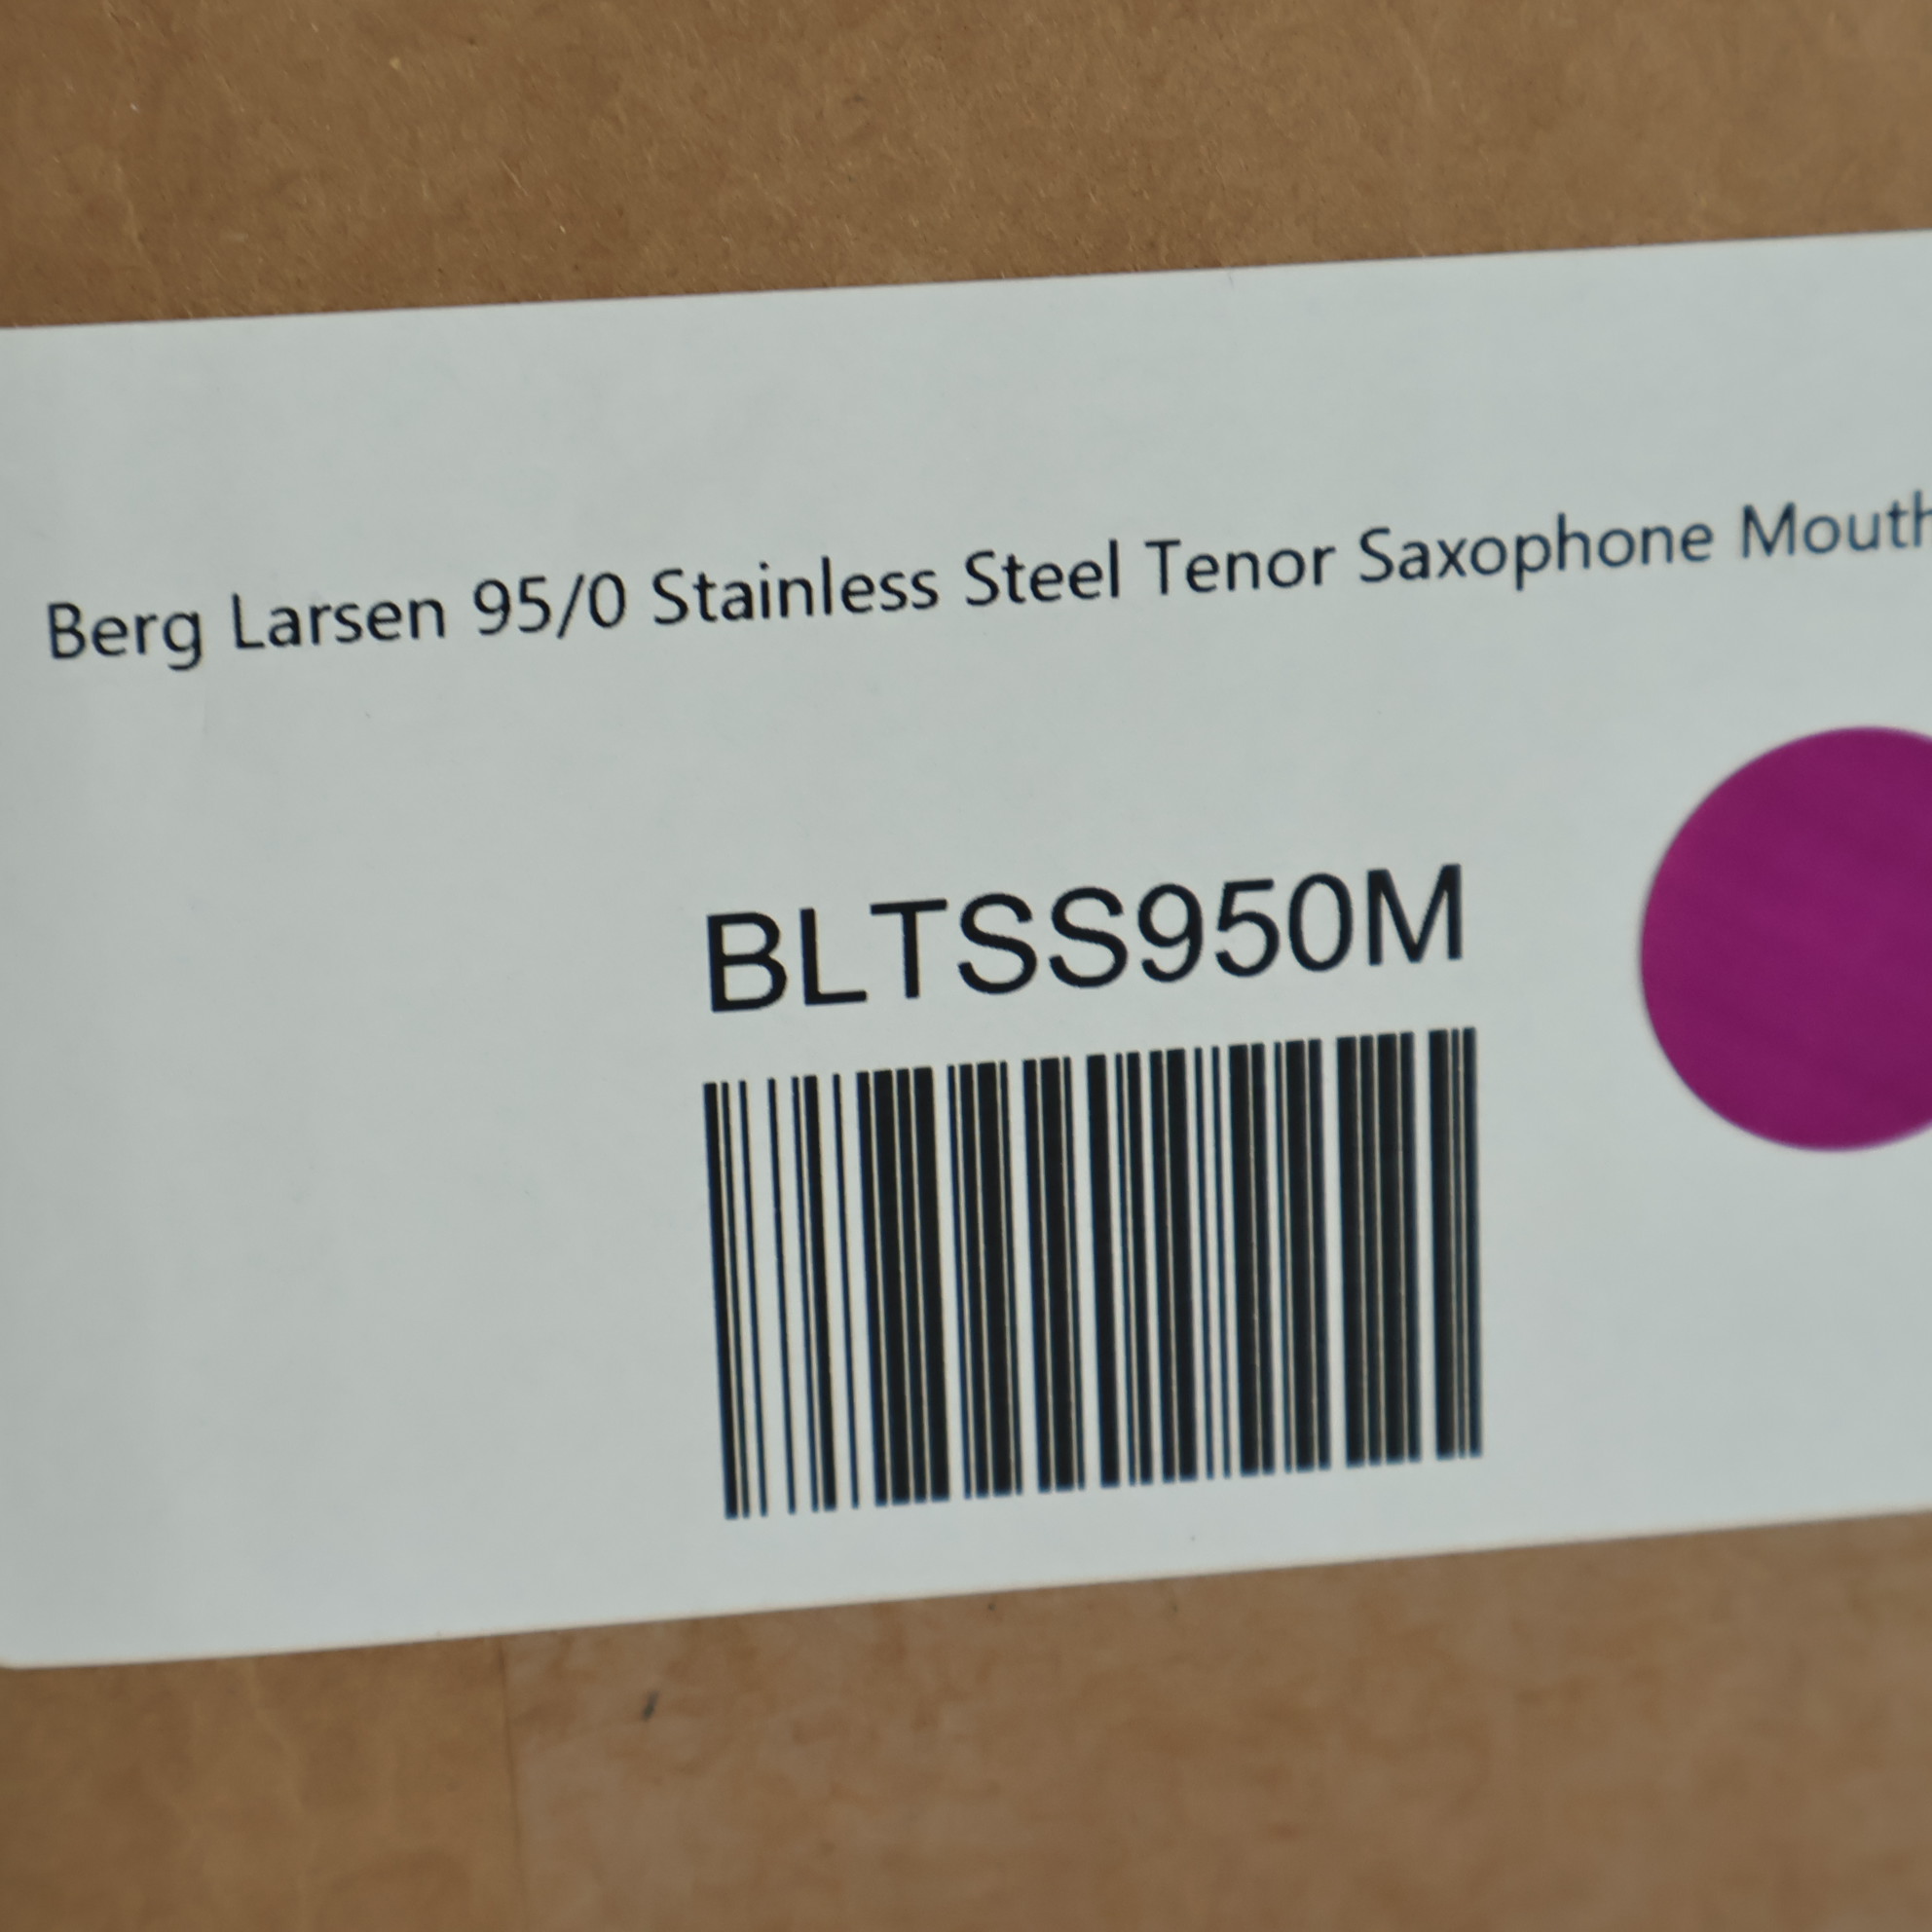 Berg Larsen 95/0 Stainless Steel Tenor Saxophone Mouth
BLTSS950M